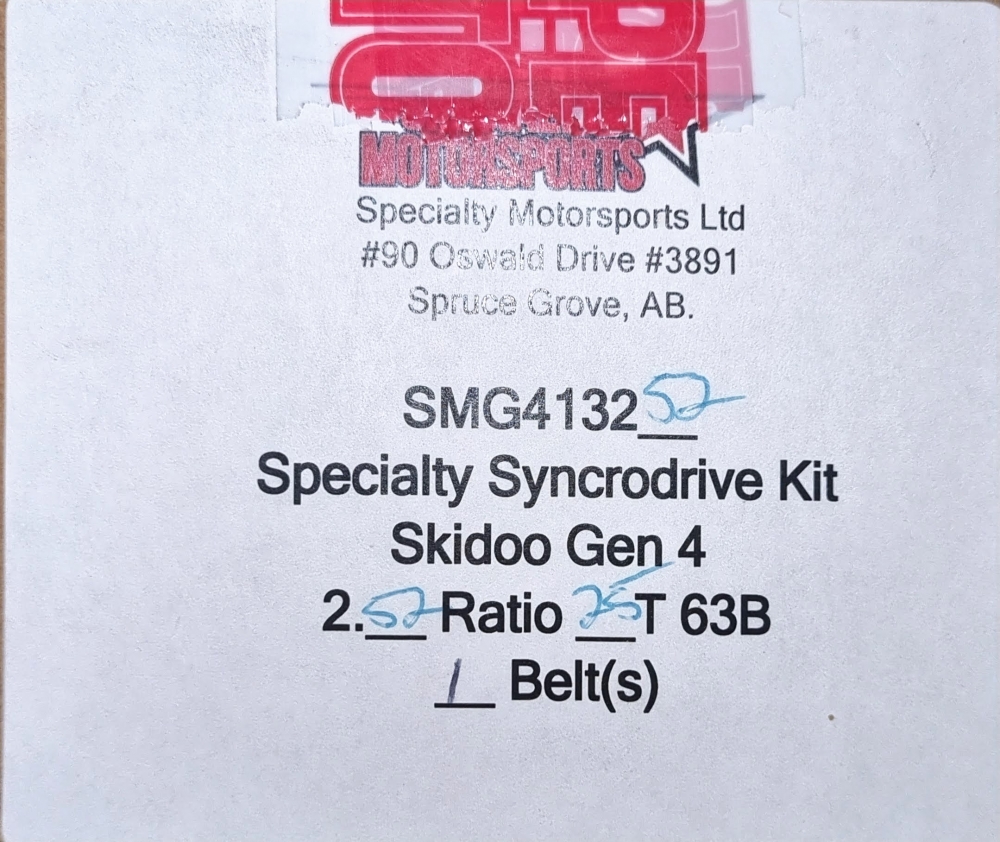 MOTORSPORTS
Specialty Motorsports Ltd
#90 Oswald Drive #3891
Spruce Grove, AB.
SMG413252
Specialty Syncrodrive Kit
Skidoo Gen 4
2.52 Ratio 25T 63B
1 Belt(s)